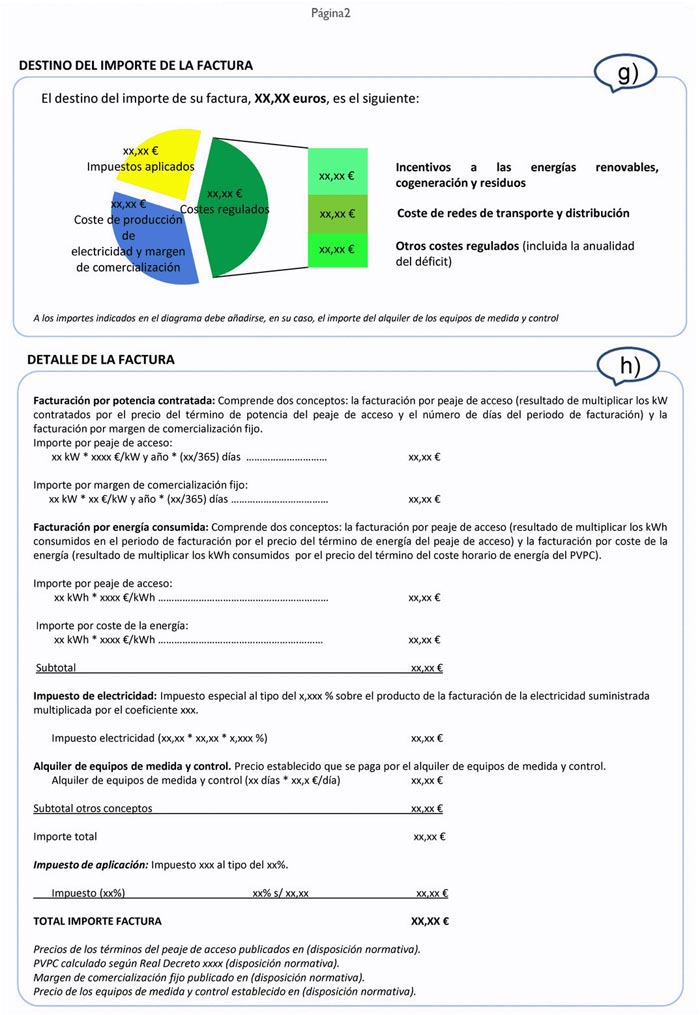 Página2
DESTINO DEL IMPORTE DE LA FACTURA
g)
El destino del importe de su factura, XX,XX euros, es el siguiente:
xx,xx €
Impuestos aplicados
xx,xx €
Costes regulados
xx,xx €
Coste de producción
de
electricidad y margen
de comercialización
xx,xx €
Incentivos a las energías renovables,
cogeneración y residuos
xx,xx €
Coste de redes de transporte y distribución
xx,xx €
Otros costes regulados (incluida la anualidad
del déficit)
A los importes indicados en el diagrama debe añadirse, en su caso, el importe del alquiler de los equipos de medida y control
DETALLE DE LA FACTURA
h)
Facturación por potencia contratada: Comprende dos conceptos: la facturación por peaje de acceso (resultado de multiplicar los kW
contratados por el precio del término de potencia del peaje de acceso y el número de días del periodo de facturación) y la
facturación por margen de comercialización fijo.
Importe por peaje de acceso:
xx kW * xxxx €/kW y año * (xx/365) días ............................ xx,xx €
Importe por margen de comercialización fijo:
xx kW * xx €/kW y año * (xx/365) días .................................. xx,xx €
Facturación por energía consumida: Comprende dos conceptos: la facturación por peaje de acceso (resultado de multiplicar los kWh
consumidos en el periodo de facturación por el precio del término de energía del peaje de acceso) y la facturación por coste de la
energía (resultado de multiplicar los kWh consumidos por el precio del término del coste horario de energía del PVPC).
Importe por peaje de acceso:
xx kWh * xxxx €/kWh ........................................................... xx,xx €
Importe por coste de la energía:
xx kWh * xxxx €/kWh ......................................................... xx,xx €
Subtotal xx,xx €
Impuesto de electricidad: Impuesto especial al tipo del x,xxx % sobre el producto de la facturación de la electricidad suministrada
multiplicada por el coeficiente xxx.
Impuesto electricidad (xx,xx * xx,xx * x,xxx %) xx,xx €
Alquiler de equipos de medida y control. Precio establecido que se paga por el alquiler de equipos de medida y control.
Alquiler de equipos de medida y control (xx días * xx,x €/día) xx,xx €
Subtotal otros conceptos xx,xx €
Importe total xx,xx €
Impuesto de aplicación: Impuesto xxx al tipo del xx%.
Impuesto (xx%) xx% s/ xx,xx xx,xx €
TOTAL IMPORTE FACTURA XX,XX €
Precios de los términos del peaje de acceso publicados en (disposición normativa).
PVPC calculado según Real Decreto xxxx (disposición normativa).
Margen de comercialización fijo publicado en (disposición normativa).
Precio de los equipos de medida y control establecido en (disposición normativa).